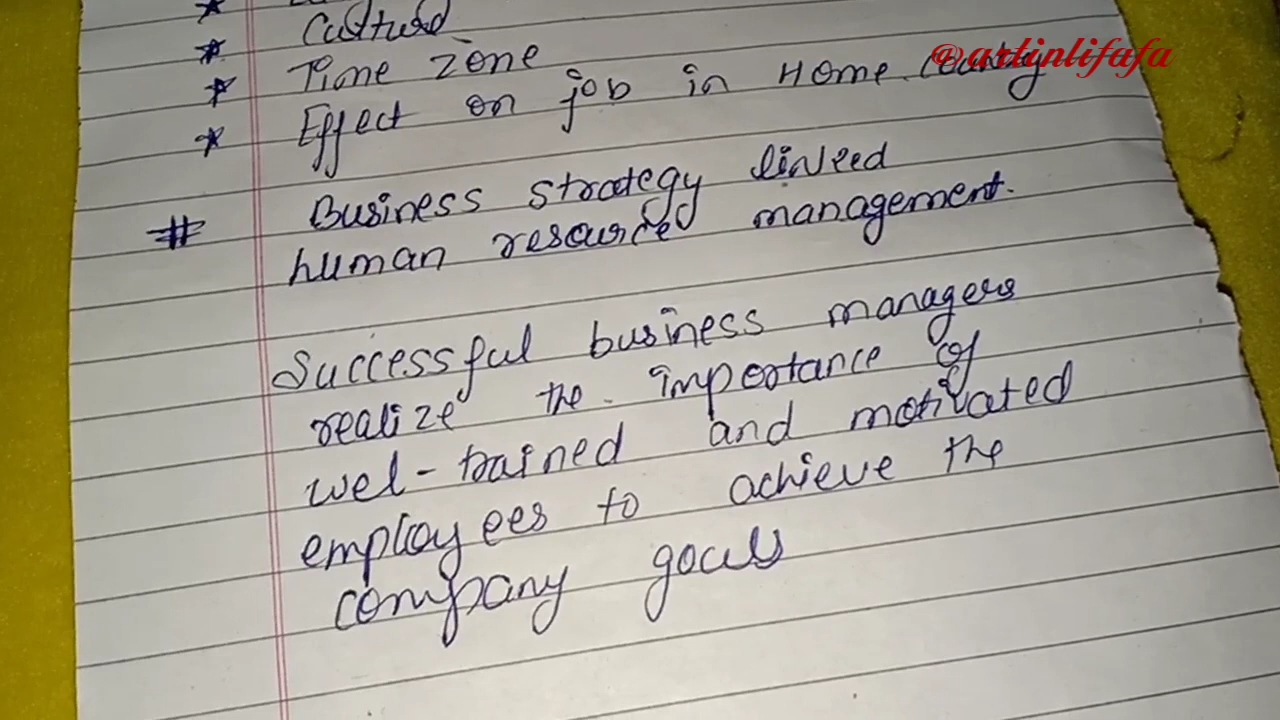 * Culture
* Time zone
@artinlifafa
* Effect on job in Home country
# Business strategy linked
human resource management.
Successful business managers
realize the importance of
wel-trained and motivated
employees to achieve the
company goals